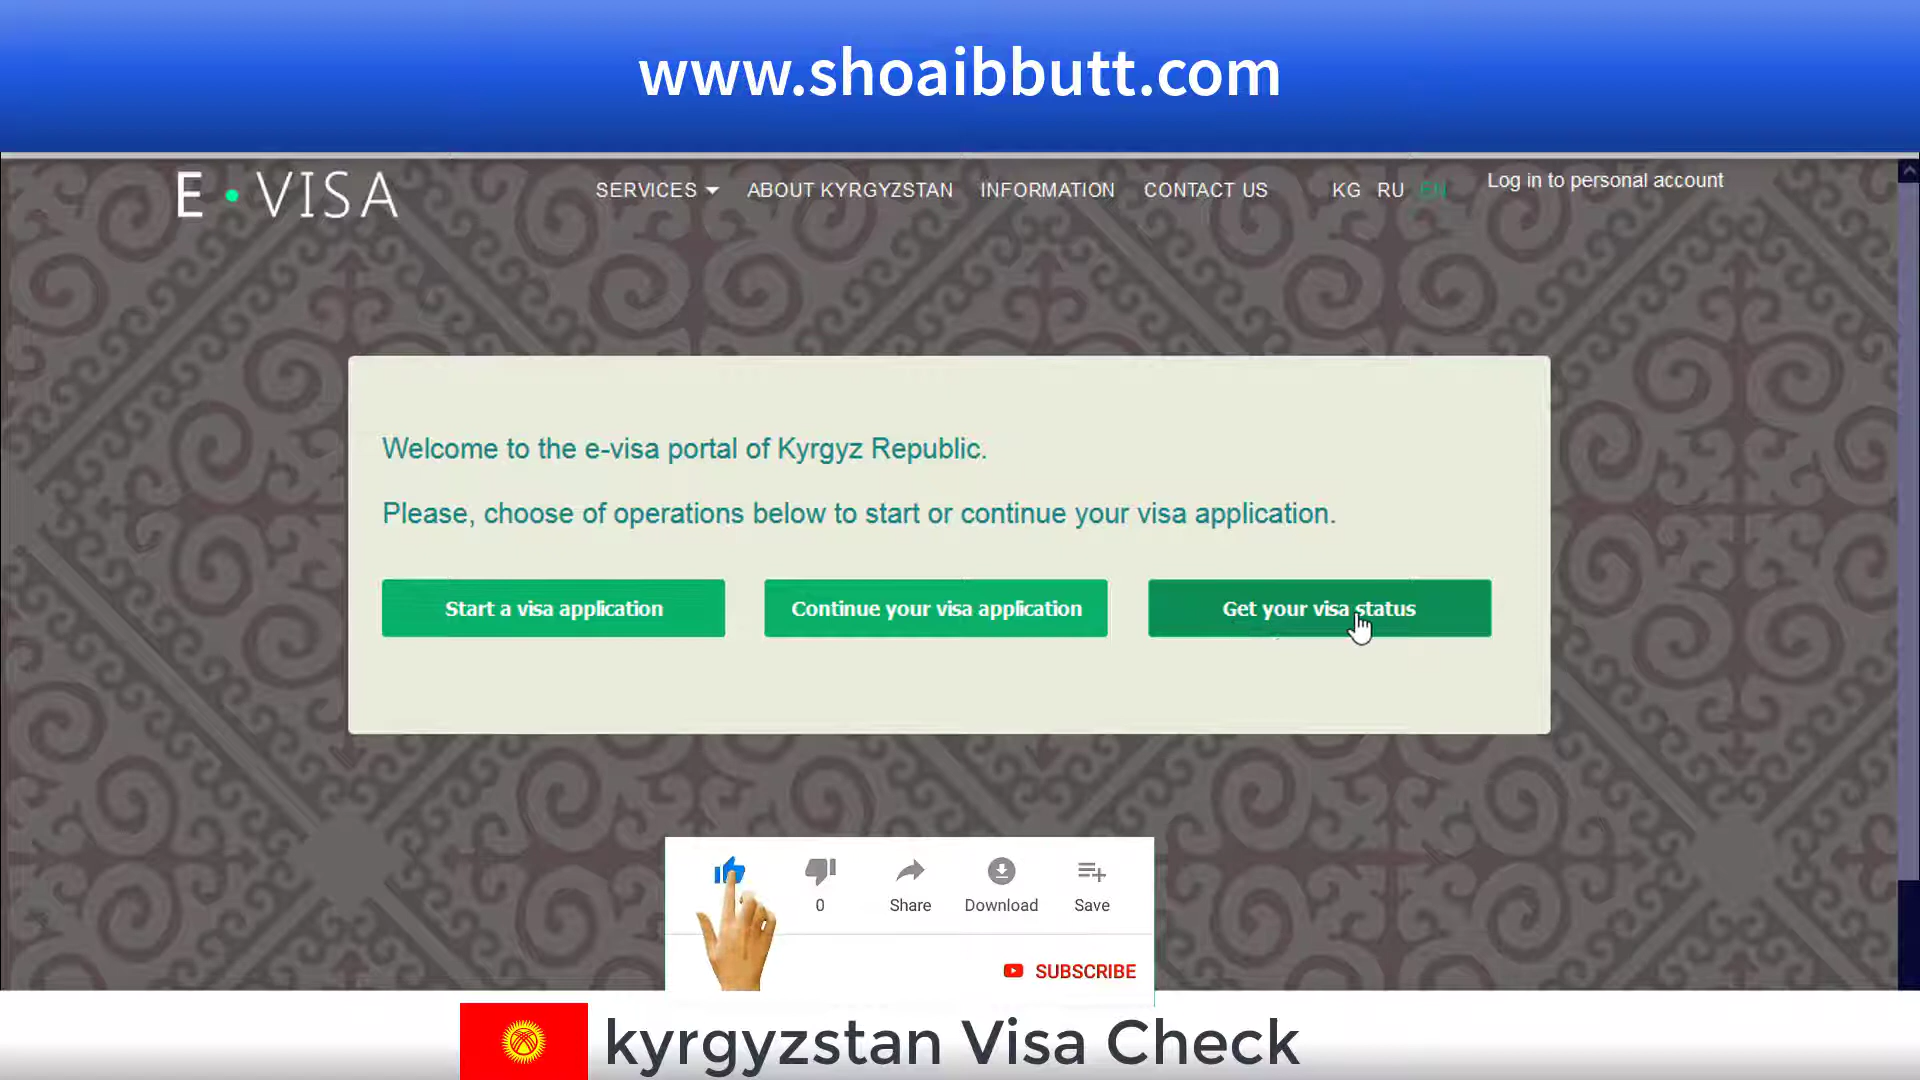 www.shoaibbutt.com
E • VISA
SERVICES ABOUT KYRGYZSTAN INFORMATION CONTACT US KG RU EN Log in to personal account
Welcome to the e-visa portal of Kyrgyz Republic.
Please, choose of operations below to start or continue your visa application.
Start a visa application Continue your visa application Get your visa status
0 Share Download Save
SUBSCRIBE
kyrgyzstan Visa Check